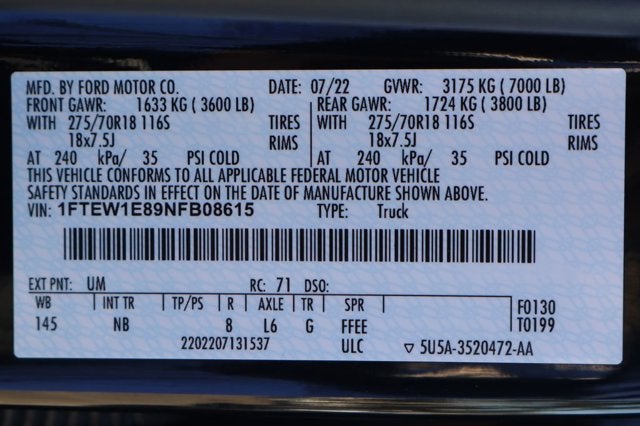 MFD. BY FORD MOTOR CO. DATE: 07/22 GVWR: 3175 KG ( 7000 LB)
FRONT GAWR: 1633 KG ( 3600 LB) REAR GAWR: 1724 KG ( 3800 LB)
WITH 275/70R18 116S TIRES WITH 275/70R18 116S TIRES
18x7.5J RIMS 18x7.5J RIMS
AT 240 kPa/ 35 PSI COLD AT 240 kPa/ 35 PSI COLD
THIS VEHICLE CONFORMS TO ALL APPLICABLE FEDERAL MOTOR VEHICLE
SAFETY STANDARDS IN EFFECT ON THE DATE OF MANUFACTURE SHOWN ABOVE.
VIN: 1FTEW1E89NFB08615 TYPE: Truck
EXT PNT: UM RC: 71 DSO:
WB INT TR TP/PS R AXLE TR SPR F0130
145 NB 8 L6 G FFEE T0199
2202207131537 ULC ▽ 5U5A-3520472-AA